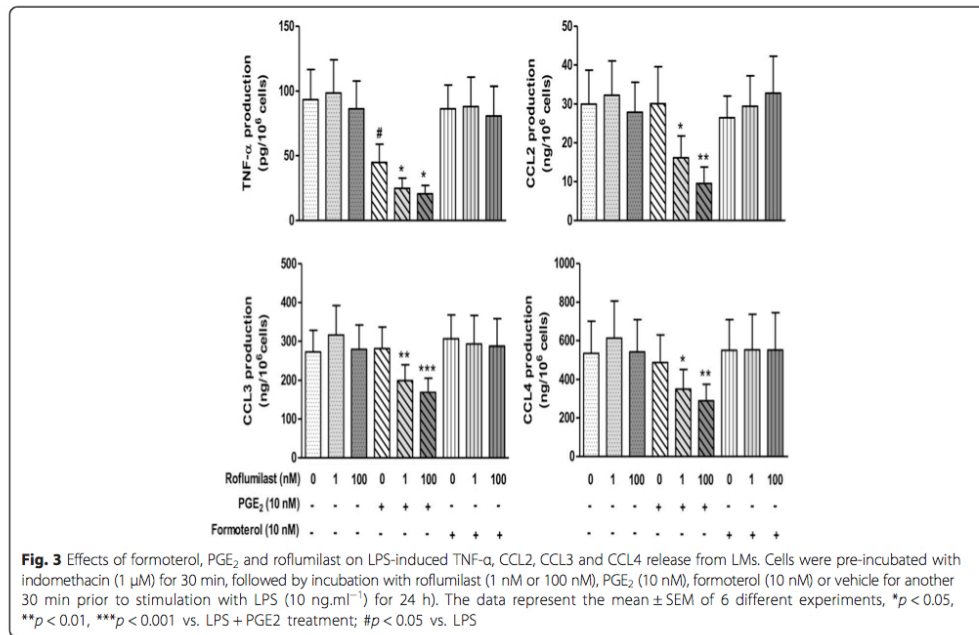 150
100
50
0
TNF-α production
(pg/10⁶ cells)
#
*
*
50
40
30
20
10
0
CCL2 production
(ng/10⁶ cells)
*
**
500
400
300
200
100
0
CCL3 production
(ng/10⁶ cells)
**
***
1000
800
600
400
200
0
CCL4 production
(ng/10⁶ cells)
*
**
Roflumilast (nM) 0 1 100 0 1 100 0 1 100 0 1 100 0 1 100 0 1 100
PGE₂ (10 nM) - - - + + + - - - - - - + + + - - -
Formoterol (10 nM) - - - - - - + + + - - - - - - + + +
Fig. 3 Effects of formoterol, PGE₂ and roflumilast on LPS-induced TNF-α, CCL2, CCL3 and CCL4 release from LMs. Cells were pre-incubated with
indomethacin (1 μM) for 30 min, followed by incubation with roflumilast (1 nM or 100 nM), PGE₂ (10 nM), formoterol (10 nM) or vehicle for another
30 min prior to stimulation with LPS (10 ng.ml⁻¹) for 24 h). The data represent the mean ± SEM of 6 different experiments, *p < 0.05,
**p < 0.01, ***p < 0.001 vs. LPS + PGE2 treatment; #p < 0.05 vs. LPS